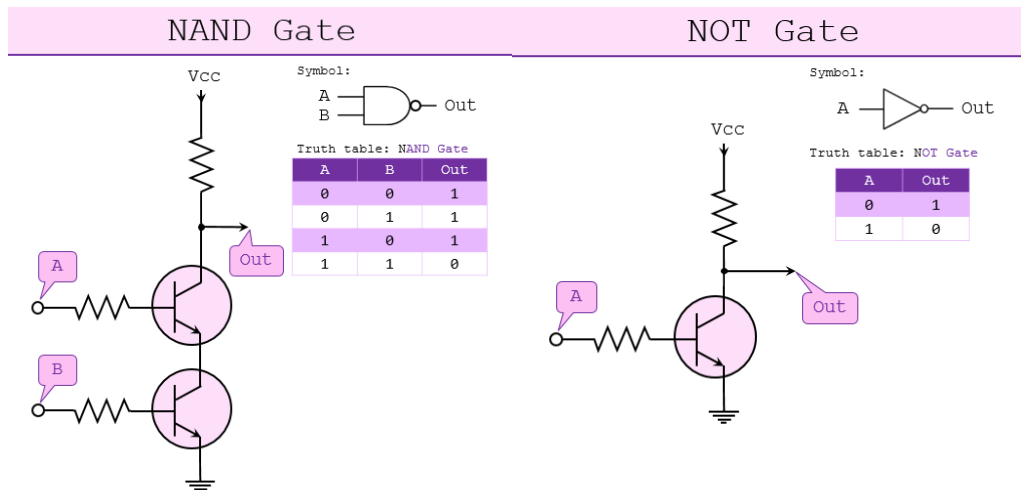 NAND Gate
Vcc
Symbol:
A
B
Out
Truth table: NAND Gate
A B Out
0 0 1
0 1 1
1 0 1
1 1 0
Out
A
B
NOT Gate
Symbol:
A
Out
Vcc
Truth table: NOT Gate
A Out
0 1
1 0
A
Out